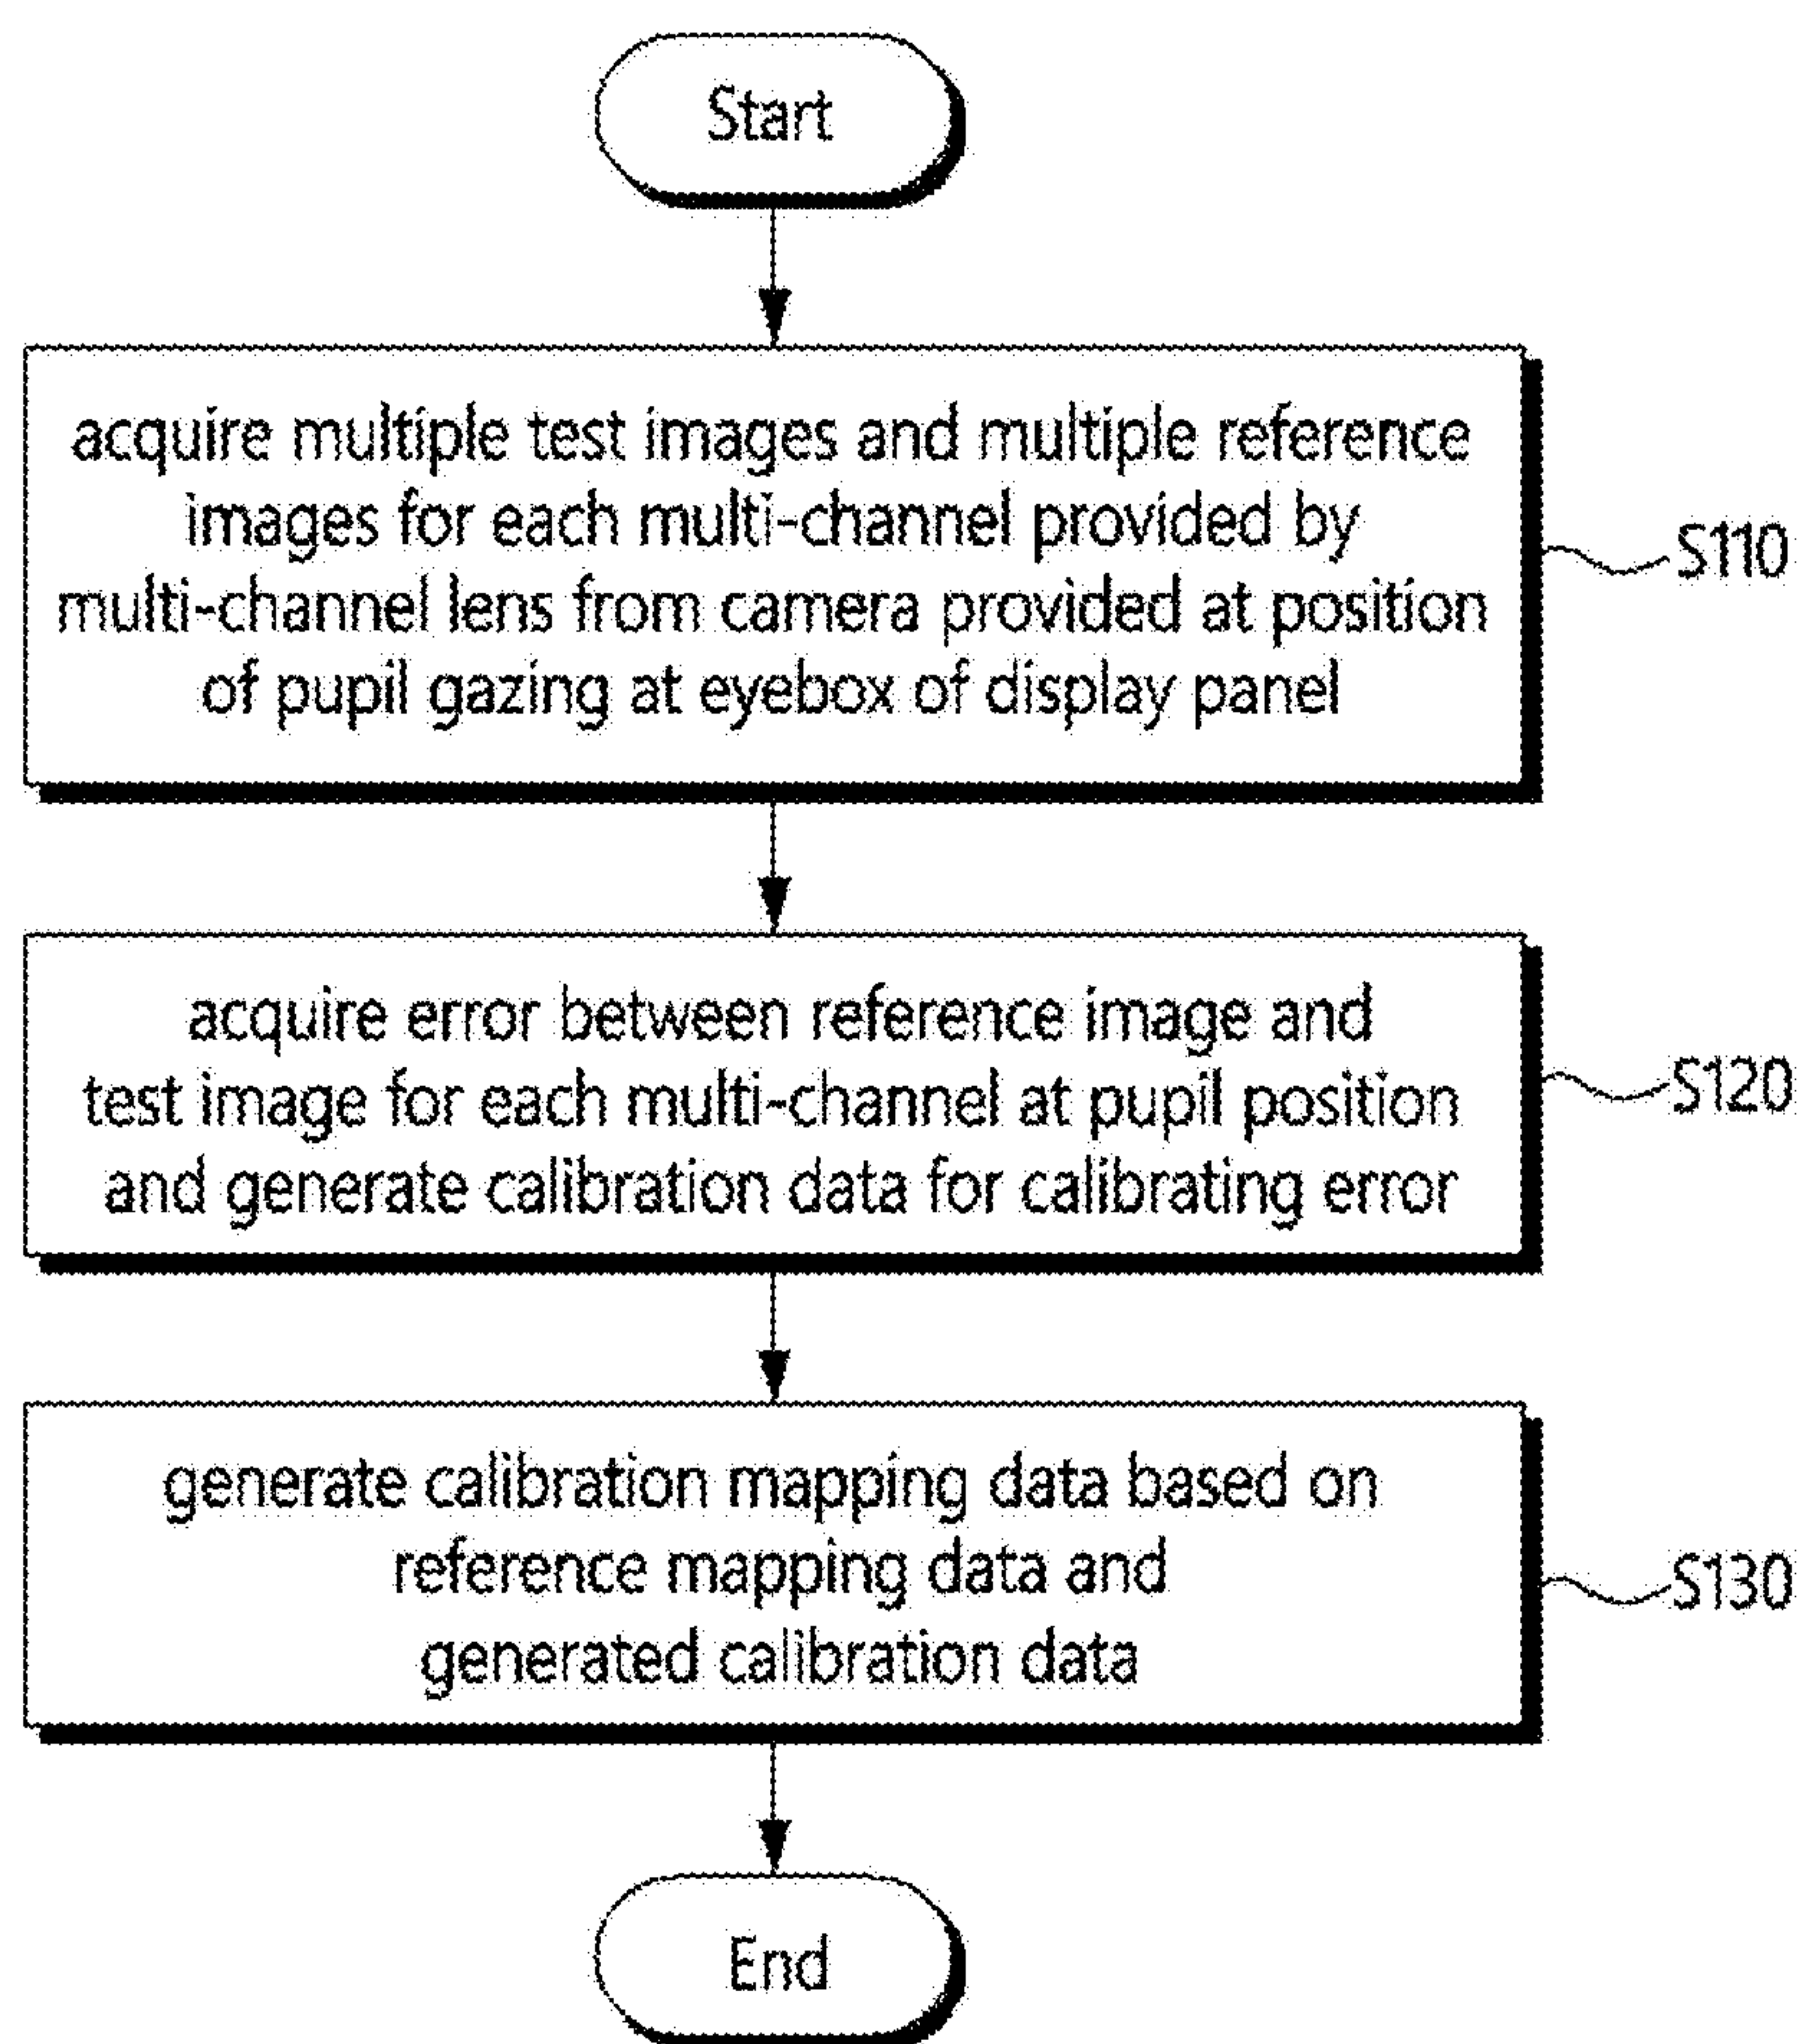 Start
acquire multiple test images and multiple reference
images for each multi-channel provided by
multi-channel lens from camera provided at position
of pupil gazing at eyebox of display panel
S110
acquire error between reference image and
test image for each multi-channel at pupil position
and generate calibration data for calibrating error
S120
generate calibration mapping data based on
reference mapping data and
generated calibration data
S130
End